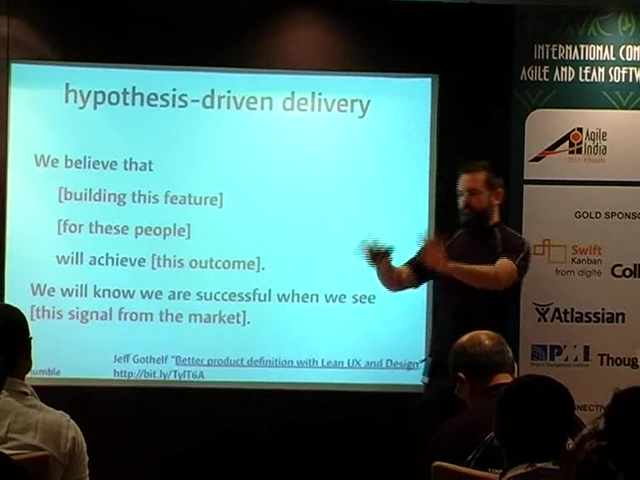 hypothesis-driven delivery
We believe that
[building this feature]
[for these people]
will achieve [this outcome].
We will know we are successful when we see
[this signal from the market].
Jeff Gothelf "Better product definition with Lean UX and Design"
http://bit.ly/TylT6A
umble
INTERNATIONAL CON
AGILE AND LEAN SOFTW
Agile
India
GOLD SPONSO
Swift
Kanban
from digité
Coll
Atlassian
PMI
Thoug
NNECTIV